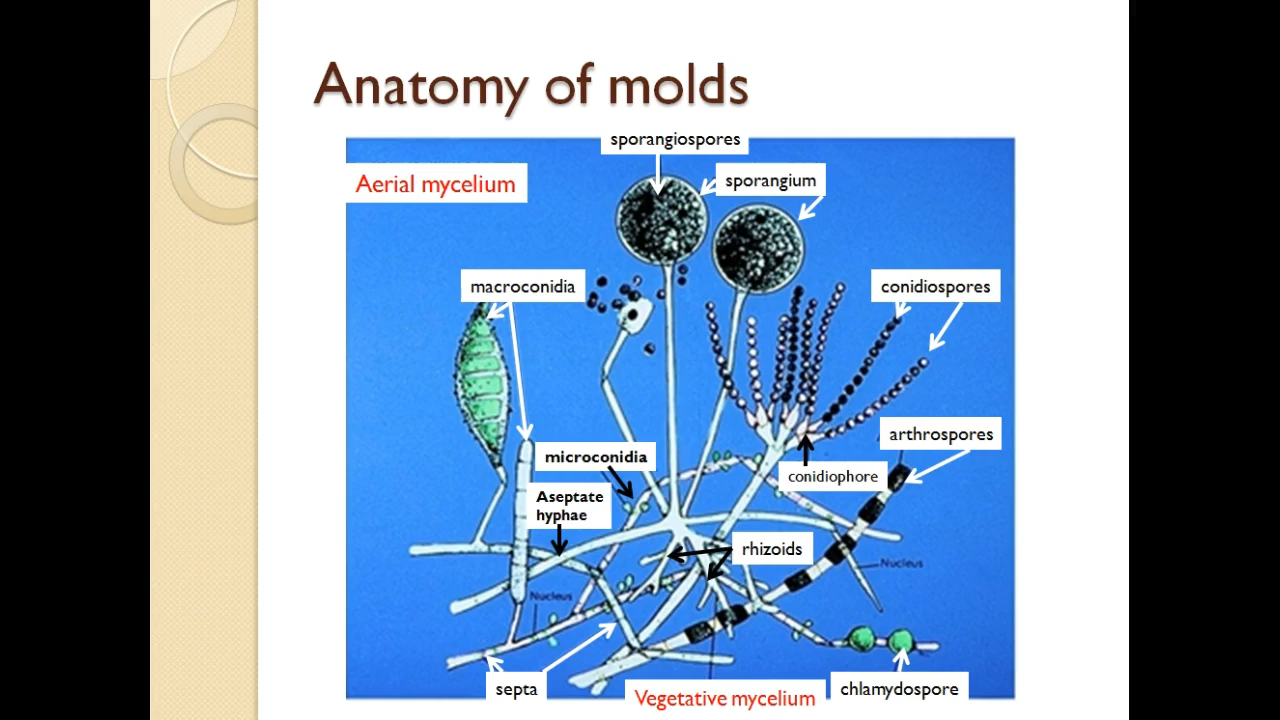 Anatomy of molds
sporangiospores
Aerial mycelium
sporangium
macroconidia
conidiospores
arthrospores
microconidia
conidiophore
Aseptate
hyphae
rhizoids
Nucleus
Nucleus
septa
Vegetative mycelium
chlamydospore